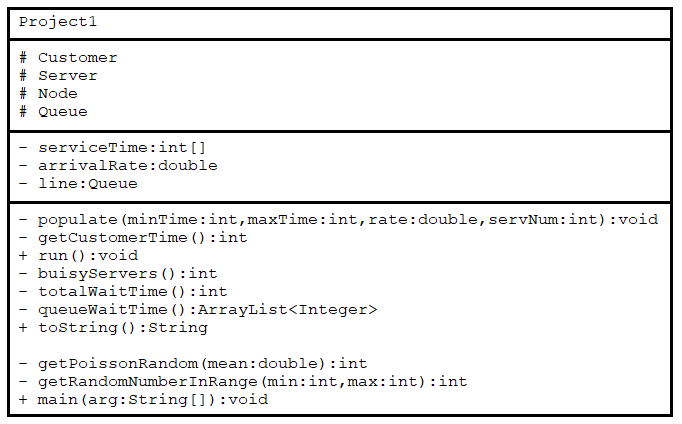 Project1
# Customer
# Server
# Node
# Queue
- serviceTime:int[]
- arrivalRate:double
- line:Queue
- populate(minTime:int,maxTime:int,rate:double,servNum:int):void
- getCustomerTime():int
+ run():void
- buisyServers():int
- totalWaitTime():int
- queueWaitTime():ArrayList<Integer>
+ toString():String
- getPoissonRandom(mean:double):int
- getRandomNumberInRange(min:int,max:int):int
+ main(arg:String[]):void